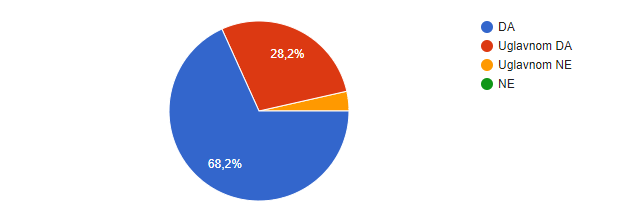 DA
Uglavnom DA
Uglavnom NE
NE
28,2%
68,2%